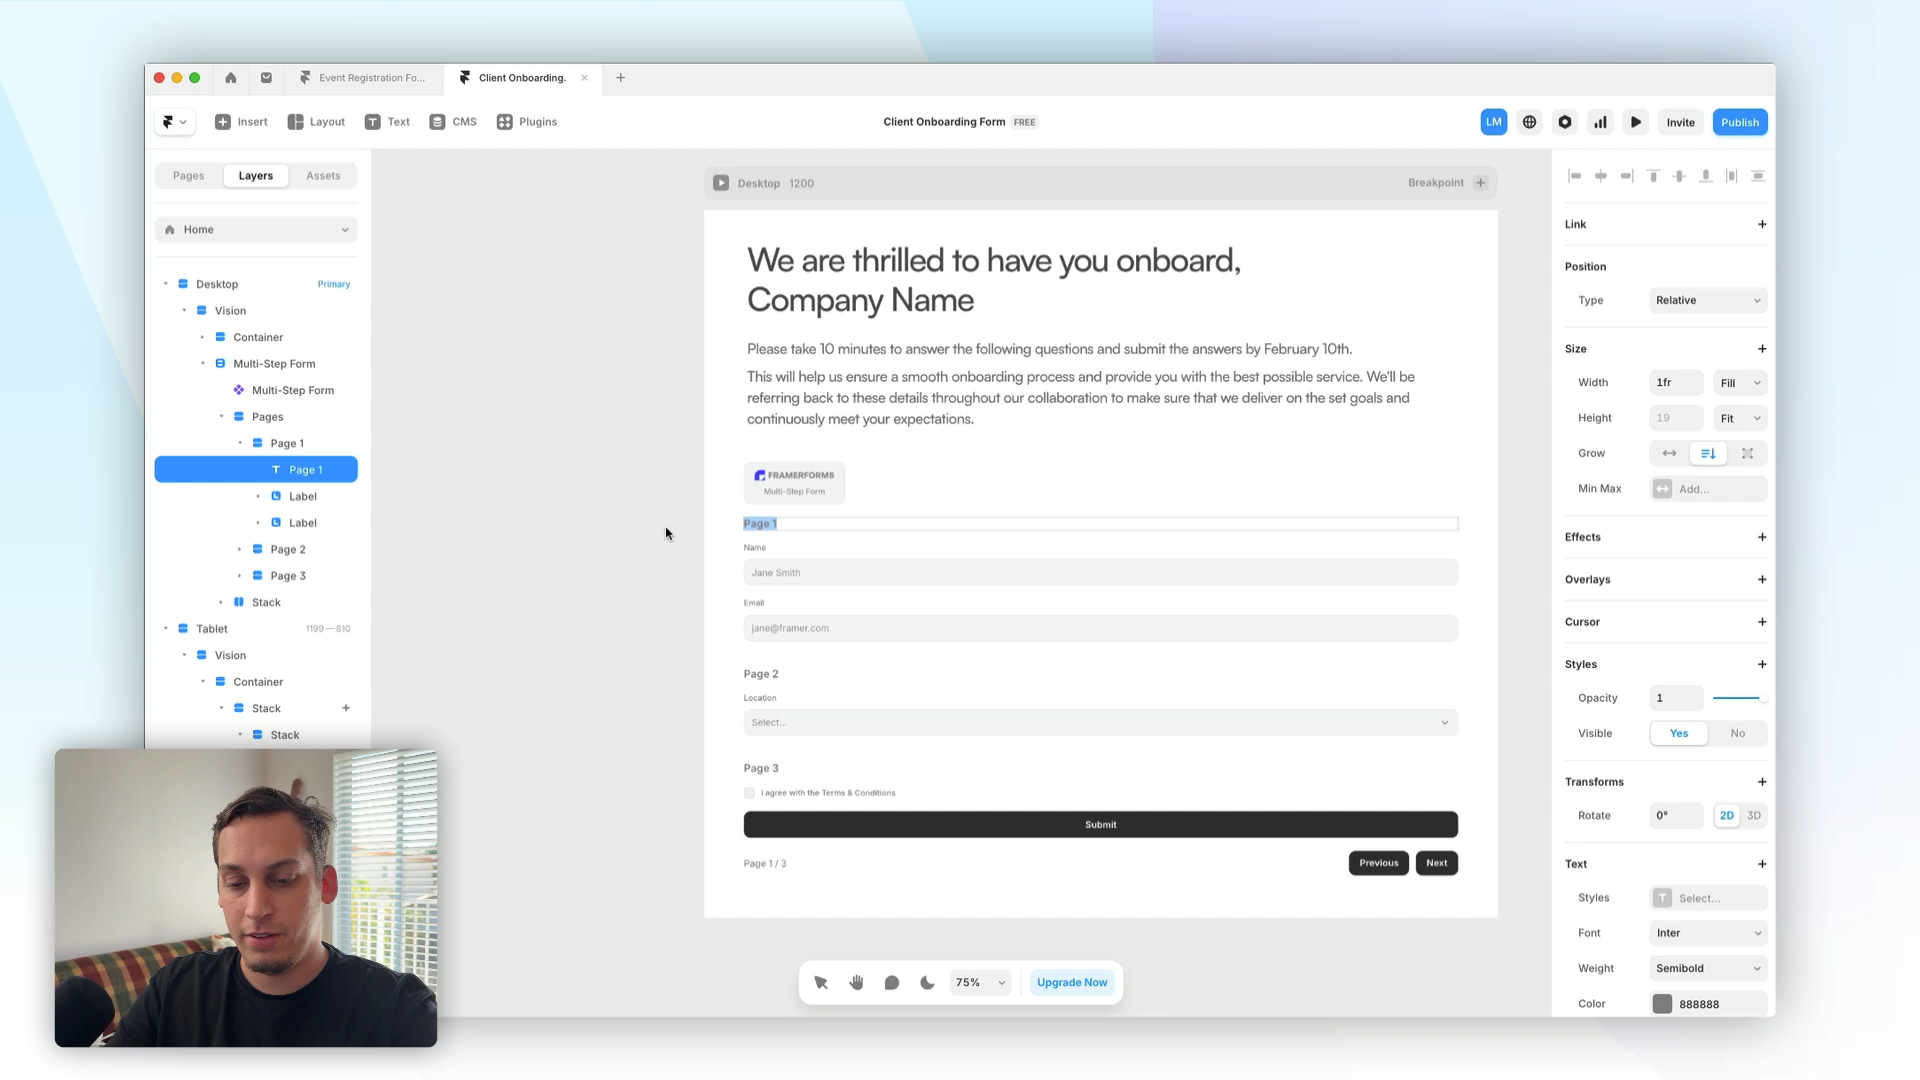 Event Registration Fo...
Client Onboarding.
Insert
Layout
Text
CMS
Plugins
Client Onboarding Form FREE
LM
Invite
Publish
Pages
Layers
Assets
Home
Desktop
Primary
Vision
Container
Multi-Step Form
Multi-Step Form
Pages
Page 1
Page 1
Label
Label
Page 2
Page 3
Stack
Tablet
1199—810
Vision
Container
Stack
Stack
Desktop 1200
Breakpoint
We are thrilled to have you onboard,
Company Name
Please take 10 minutes to answer the following questions and submit the answers by February 10th.
This will help us ensure a smooth onboarding process and provide you with the best possible service. We'll be
referring back to these details throughout our collaboration to make sure that we deliver on the set goals and
continuously meet your expectations.
FRAMERFORMS
Multi-Step Form
Page 1
Name
Jane Smith
Email
jane@framer.com
Page 2
Location
Select...
Page 3
I agree with the Terms & Conditions
Submit
Page 1 / 3
Previous
Next
75%
Upgrade Now
Link
Position
Type
Relative
Size
Width
1fr
Fill
Height
19
Fit
Grow
Min Max
Add...
Effects
Overlays
Cursor
Styles
Opacity
1
Visible
Yes
No
Transforms
Rotate
0°
2D
3D
Text
Styles
Select...
Font
Inter
Weight
Semibold
Color
888888